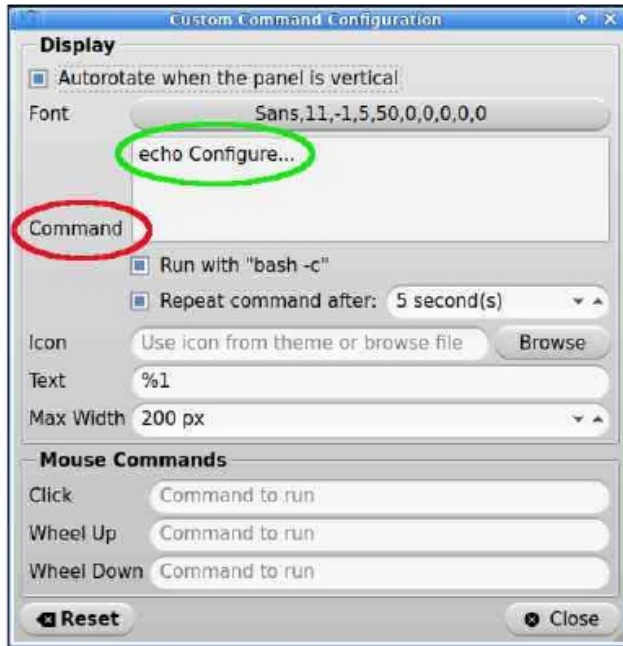 Custom Command Configuration
Display
Autorotate when the panel is vertical
Font Sans,11,-1,5,50,0,0,0,0,0
echo Configure...
Command
Run with "bash -c"
Repeat command after: 5 second(s)
Icon Use icon from theme or browse file Browse
Text %1
Max Width 200 px
Mouse Commands
Click Command to run
Wheel Up Command to run
Wheel Down Command to run
Reset Close